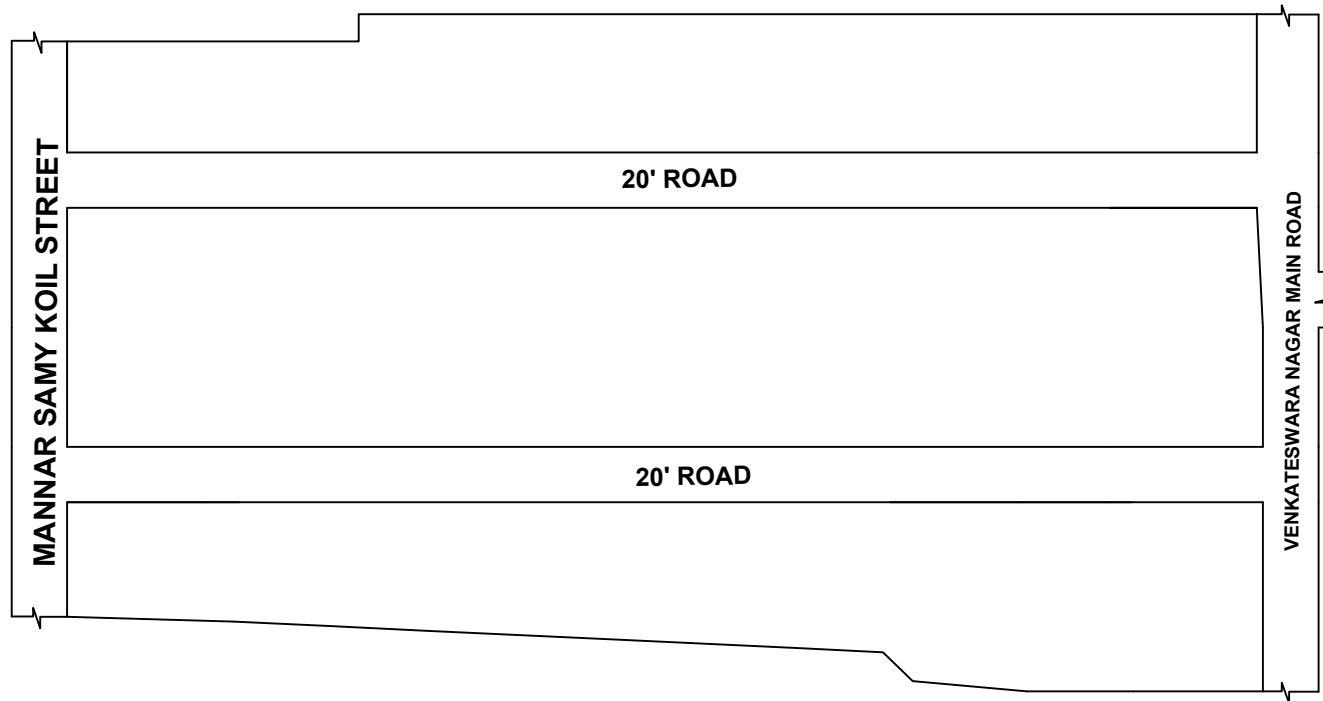 MANNAR SAMY KOIL STREET
20' ROAD
20' ROAD
VENKATESWARA NAGAR MAIN ROAD